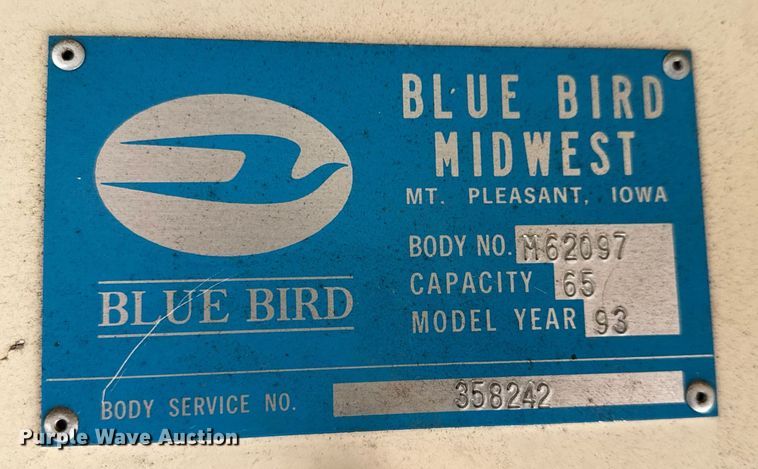 BLUE BIRD
MIDWEST
MT. PLEASANT, IOWA
BODY NO. M62097
CAPACITY 65
MODEL YEAR 93
BLUE BIRD
BODY SERVICE NO. 358242
Purple Wave Auction